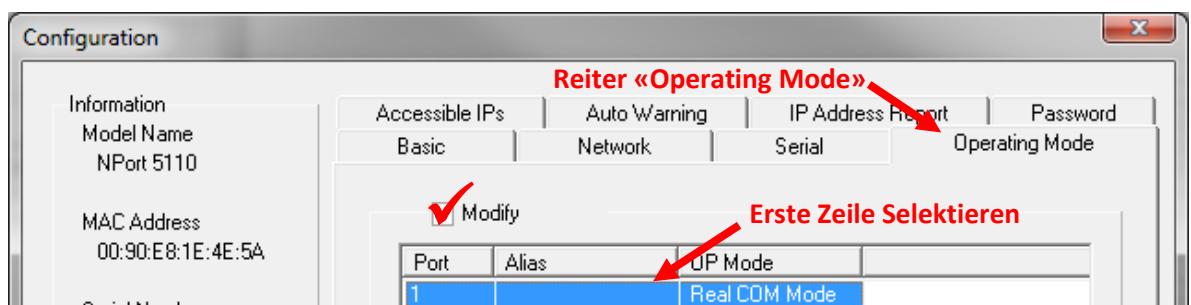 Configuration
Reiter «Operating Mode»
Information
Model Name
NPort 5110
MAC Address
00:90:E8:1E:4E:5A
Accessible IPs
Auto Warning
IP Address Report
Password
Basic
Network
Serial
Operating Mode
Modify
Erste Zeile Selektieren
Port
Alias
OP Mode
1
Real COM Mode